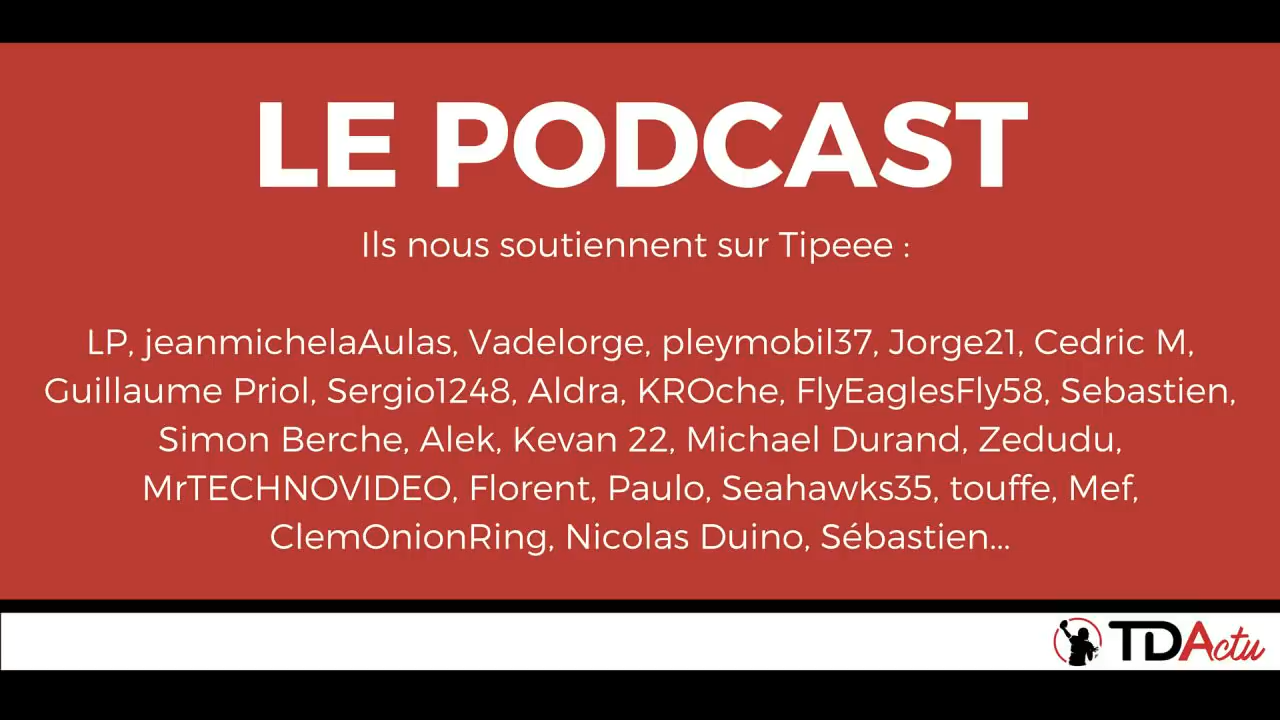 LE PODCAST
Ils nous soutiennent sur Tipeee :
LP, jeanmichelaAulas, Vadelorge, pleymobil37, Jorge21, Cedric M,
Guillaume Priol, Sergio1248, Aldra, KROche, FlyEaglesFly58, Sebastien,
Simon Berche, Alek, Kevan 22, Michael Durand, Zedudu,
MrTECHNOVIDEO, Florent, Paulo, Seahawks35, touffe, Mef,
ClemOnionRing, Nicolas Duino, Sébastien...
TDActu